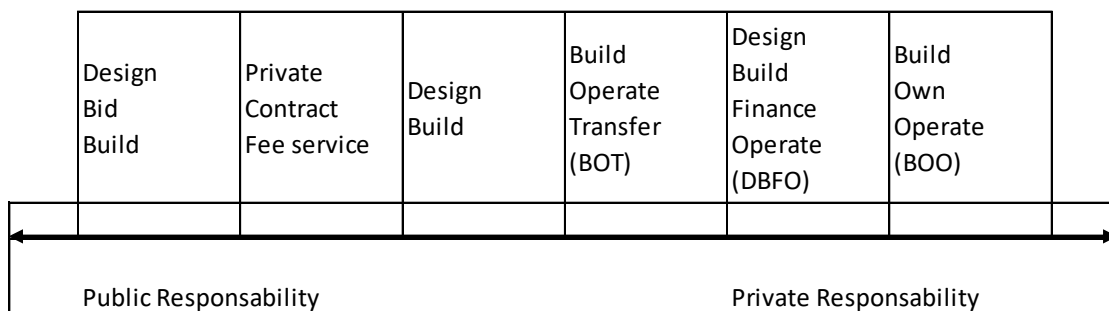 Design
Bid
Build
Private
Contract
Fee service
Design
Build
Build
Operate
Transfer
(BOT)
Design
Build
Finance
Operate
(DBFO)
Build
Own
Operate
(BOO)
Public Responsability
Private Responsability